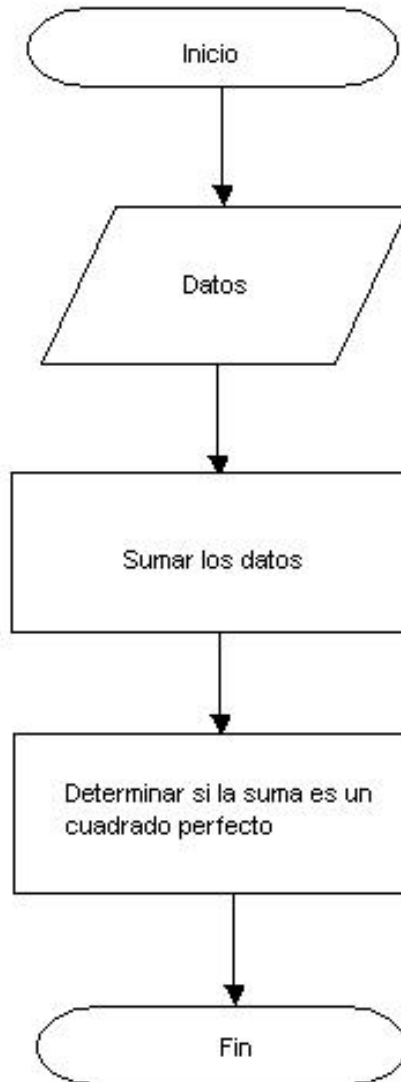 Inicio
Datos
Sumar los datos
Determinar si la suma es un
cuadrado perfecto
Fin